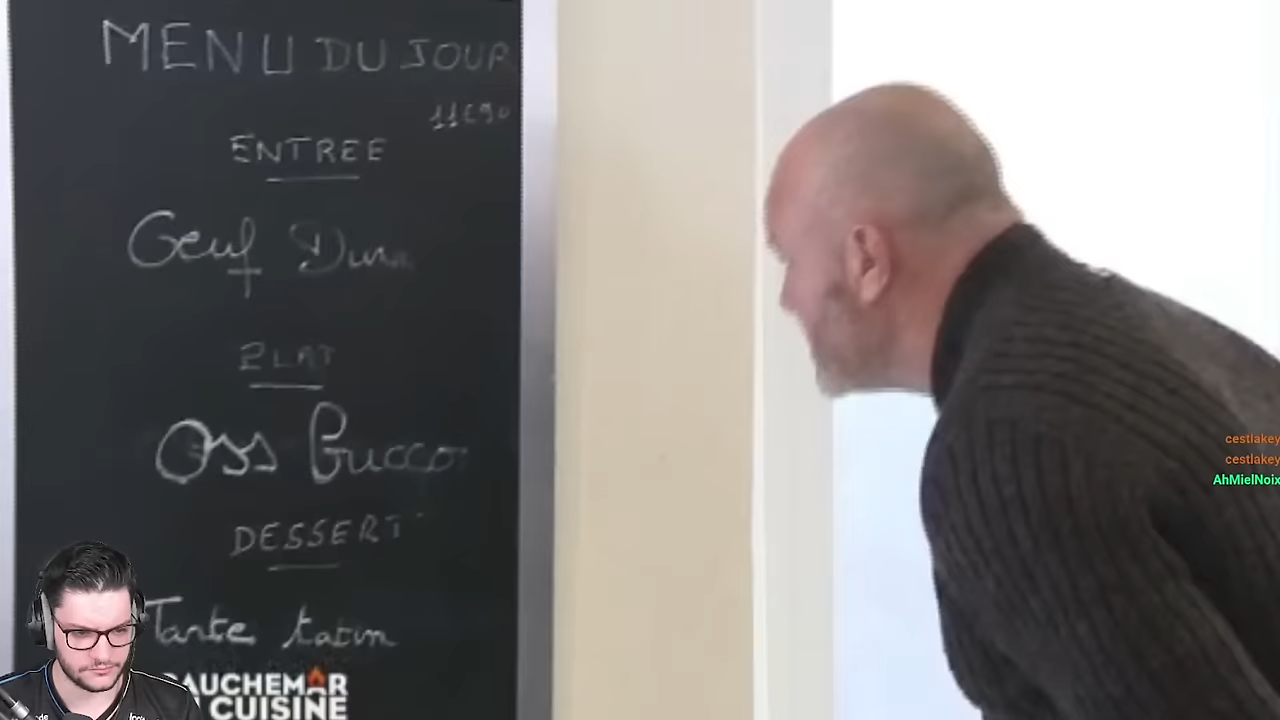 MENU DU JOUR
11€90
ENTREE
Oeuf Dur
PLAT
Oss Bucco
DESSERT
Tarte tatin
CAUCHEMAR
CUISINE
cestlakey
cestlakey
AhMielNoix